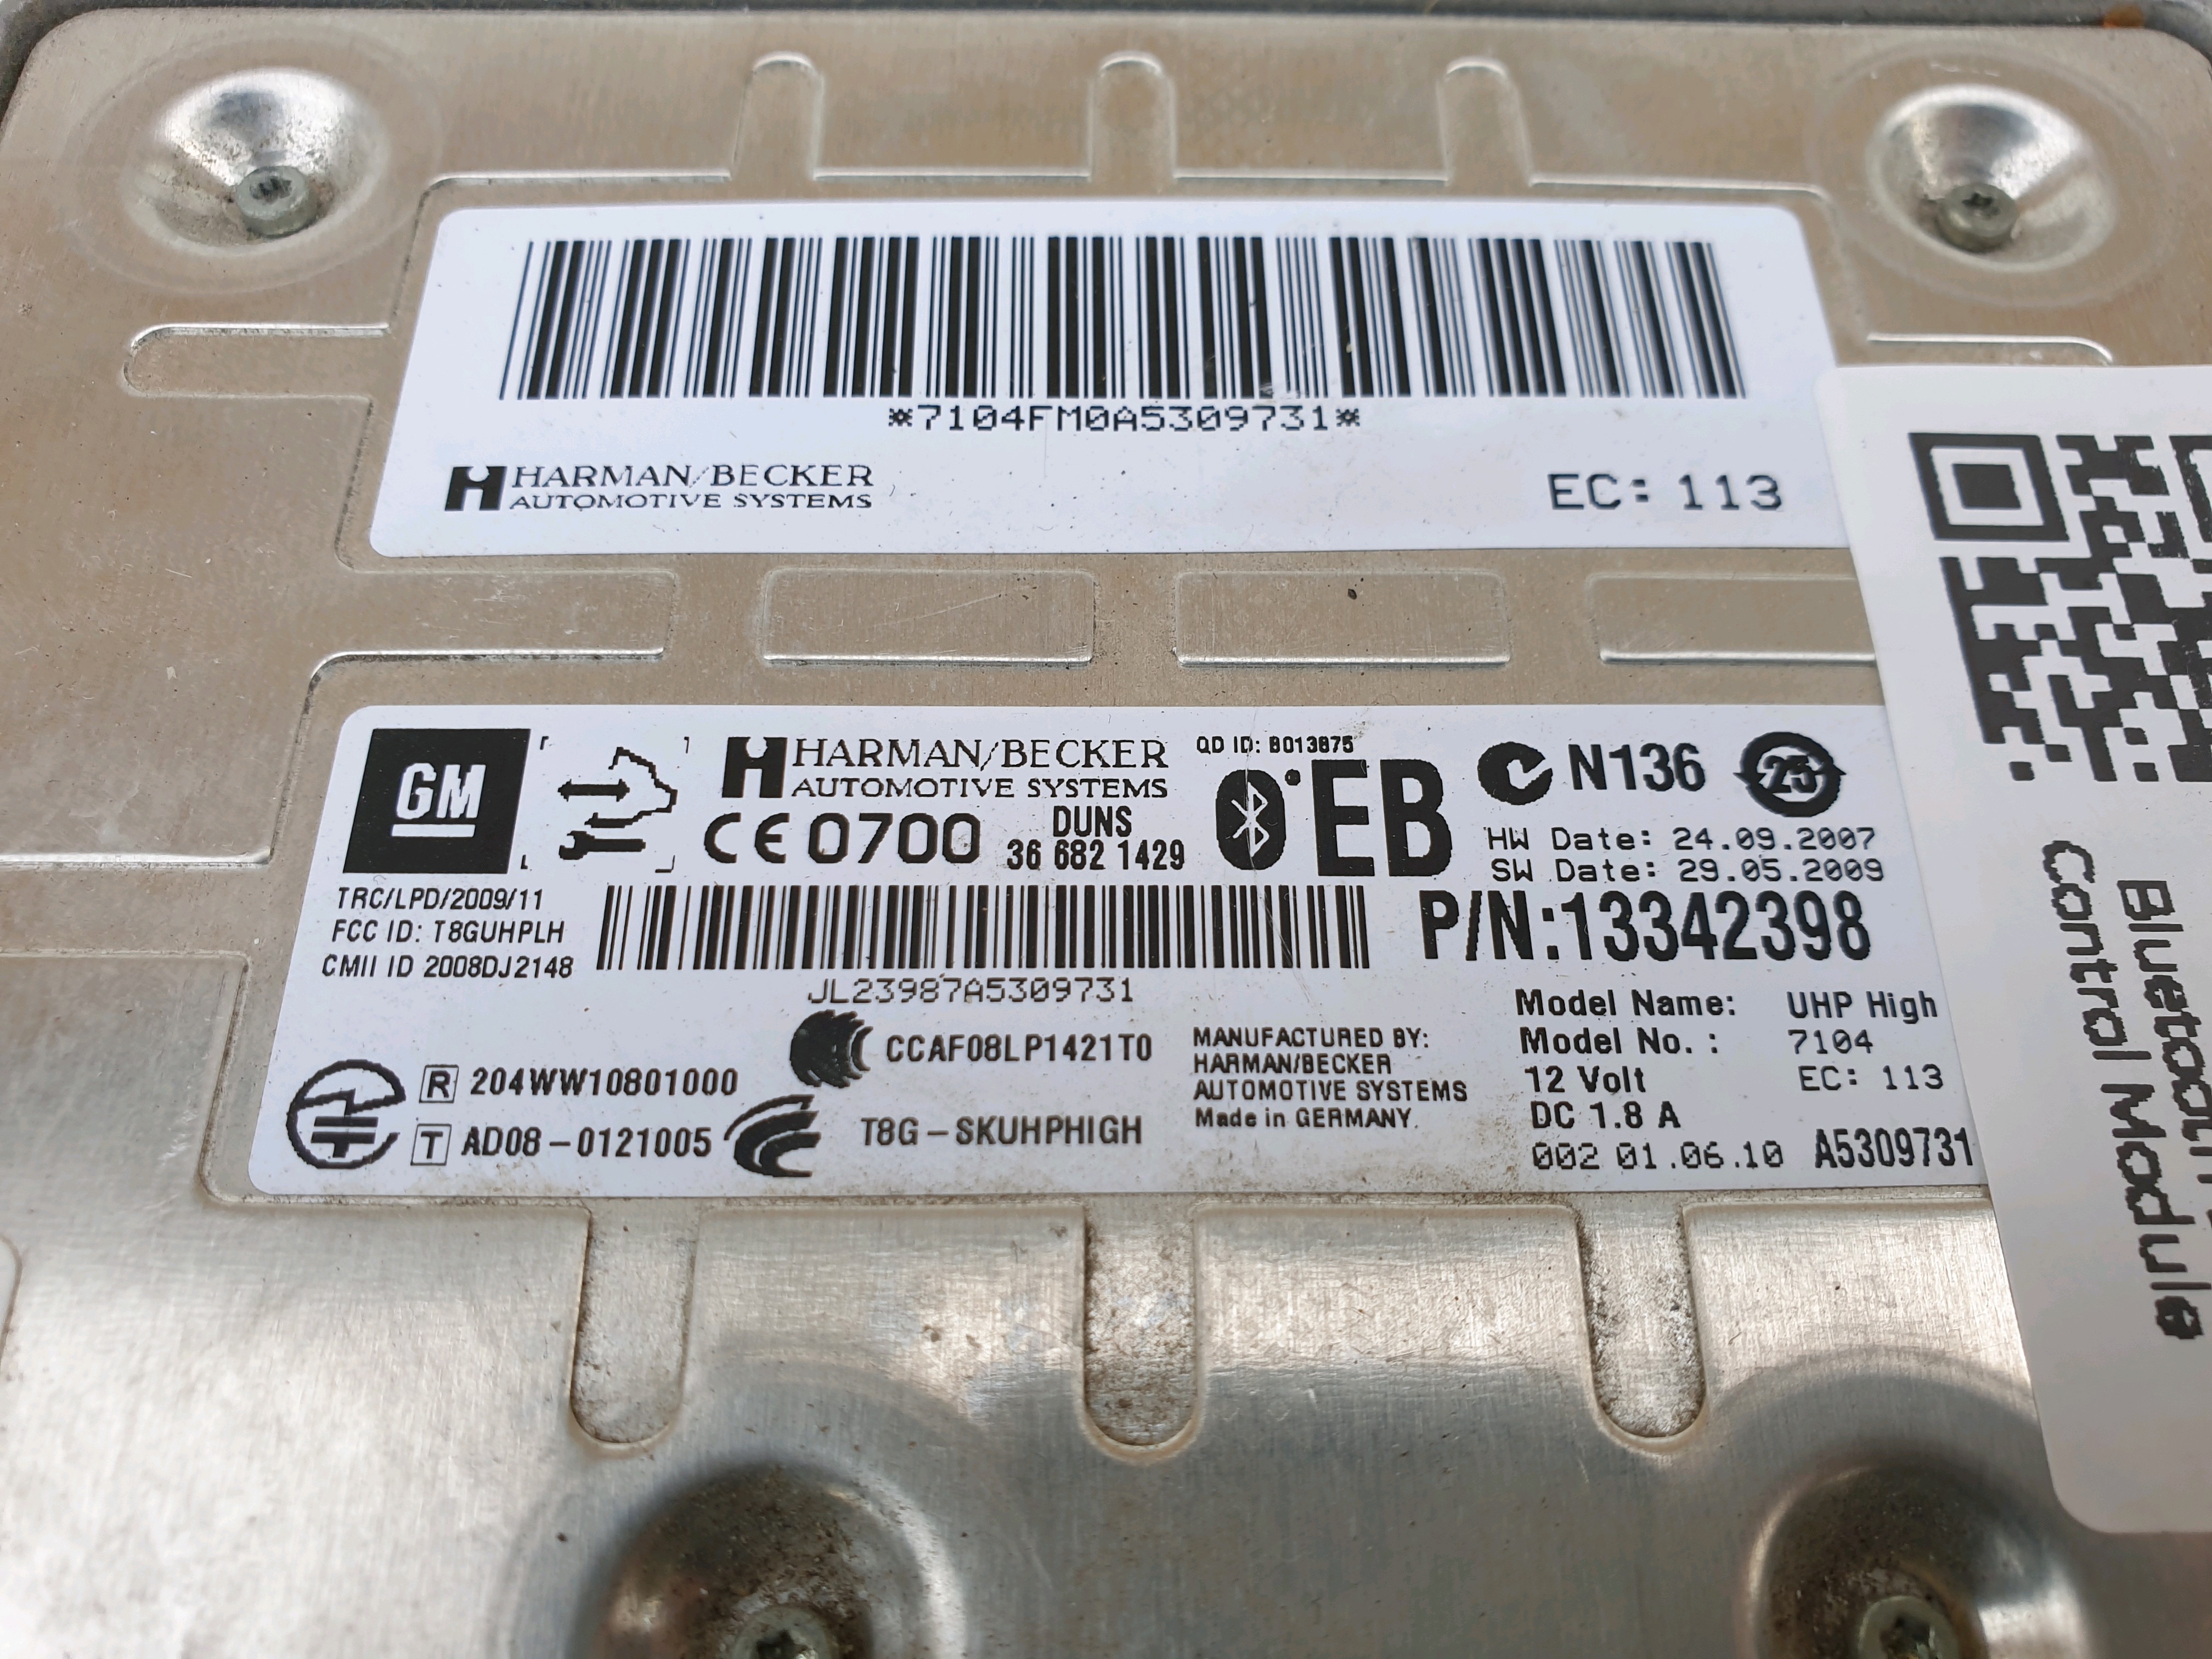 *7104FM0A5309731*
HARMAN/BECKER
AUTOMOTIVE SYSTEMS
EC: 113
GM
HARMAN/BECKER
AUTOMOTIVE SYSTEMS
CE 0700
DUNS
36 682 1429
QD ID: B013875
EB
N136
25
HW Date: 24.09.2007
SW Date: 29.05.2009
P/N:13342398
TRC/LPD/2009/11
FCC ID: T8GUHPLH
CMII ID 2008DJ2148
JL23987A5309731
R 204WW10801000
T AD08-0121005
CCAF08LP1421T0
T8G-SKUHPHIGH
MANUFACTURED BY:
HARMAN/BECKER
AUTOMOTIVE SYSTEMS
Made in GERMANY.
Model Name: UHP High
Model No. : 7104
12 Volt EC: 113
DC 1.8 A
002 01.06.10 A5309731
Bluetooth
Control Module